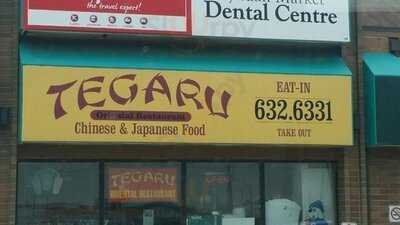 the travel expert!
Dental Centre
TEGARU
Oriental Restaurant
Chinese & Japanese Food
EAT-IN
632.6331
TAKE OUT
TEGARU
ORIENTAL RESTAURANT
OPEN